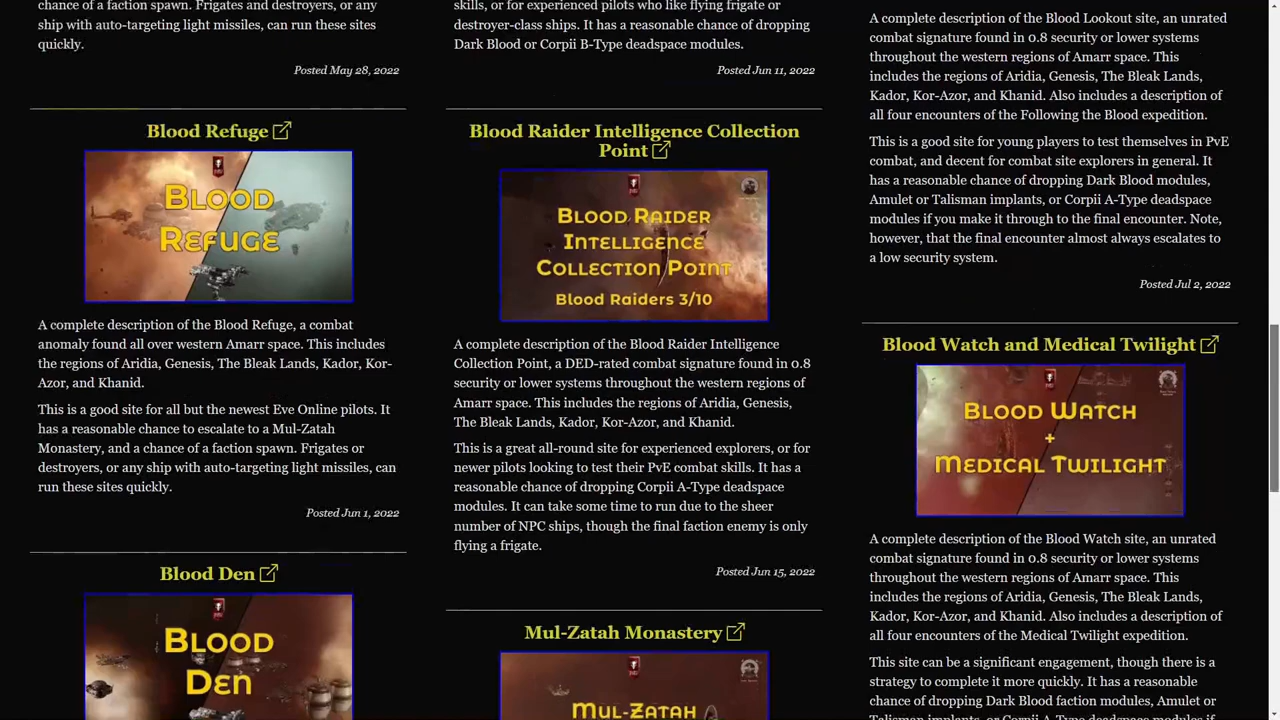 chance of a faction spawn. Frigates and destroyers, or any
ship with auto-targeting light missiles, can run these sites
quickly.
Posted May 28, 2022
Blood Refuge
Blood
Refuge
A complete description of the Blood Refuge, a combat
anomaly found all over western Amarr space. This includes
the regions of Aridia, Genesis, The Bleak Lands, Kador, Kor-
Azor, and Khanid.
This is a good site for all but the newest Eve Online pilots. It
has a reasonable chance to escalate to a Mul-Zatah
Monastery, and a chance of a faction spawn. Frigates or
destroyers, or any ship with auto-targeting light missiles, can
run these sites quickly.
Posted Jun 1, 2022
Blood Den
Blood
Den
skills, or for experienced pilots who like flying frigate or
destroyer-class ships. It has a reasonable chance of dropping
Dark Blood or Corpii B-Type deadspace modules.
Posted Jun 11, 2022
Blood Raider Intelligence Collection
Point
Blood Raider
Intelligence
Collection Point
Blood Raiders 3/10
A complete description of the Blood Raider Intelligence
Collection Point, a DED-rated combat signature found in 0.8
security or lower systems throughout the western regions of
Amarr space. This includes the regions of Aridia, Genesis,
The Bleak Lands, Kador, Kor-Azor, and Khanid.
This is a great all-round site for experienced explorers, or for
newer pilots looking to test their PvE combat skills. It has a
reasonable chance of dropping Corpii A-Type deadspace
modules. It can take some time to run due to the sheer
number of NPC ships, though the final faction enemy is only
flying a frigate.
Posted Jun 15, 2022
Mul-Zatah Monastery
Mul-Zatah
A complete description of the Blood Lookout site, an unrated
combat signature found in 0.8 security or lower systems
throughout the western regions of Amarr space. This
includes the regions of Aridia, Genesis, The Bleak Lands,
Kador, Kor-Azor, and Khanid. Also includes a description of
all four encounters of the Following the Blood expedition.
This is a good site for young players to test themselves in PvE
combat, and decent for combat site explorers in general. It
has a reasonable chance of dropping Dark Blood modules,
Amulet or Talisman implants, or Corpii A-Type deadspace
modules if you make it through to the final encounter. Note,
however, that the final encounter almost always escalates to
a low security system.
Posted Jul 2, 2022
Blood Watch and Medical Twilight
Blood Watch
+
Medical Twilight
A complete description of the Blood Watch site, an unrated
combat signature found in 0.8 security or lower systems
throughout the western regions of Amarr space. This
includes the regions of Aridia, Genesis, The Bleak Lands,
Kador, Kor-Azor, and Khanid. Also includes a description of
all four encounters of the Medical Twilight expedition.
This site can be a significant engagement, though there is a
strategy to complete it more quickly. It has a reasonable
chance of dropping Dark Blood faction modules, Amulet or
Talisman implants, or Corpii A-Type deadspace modules if